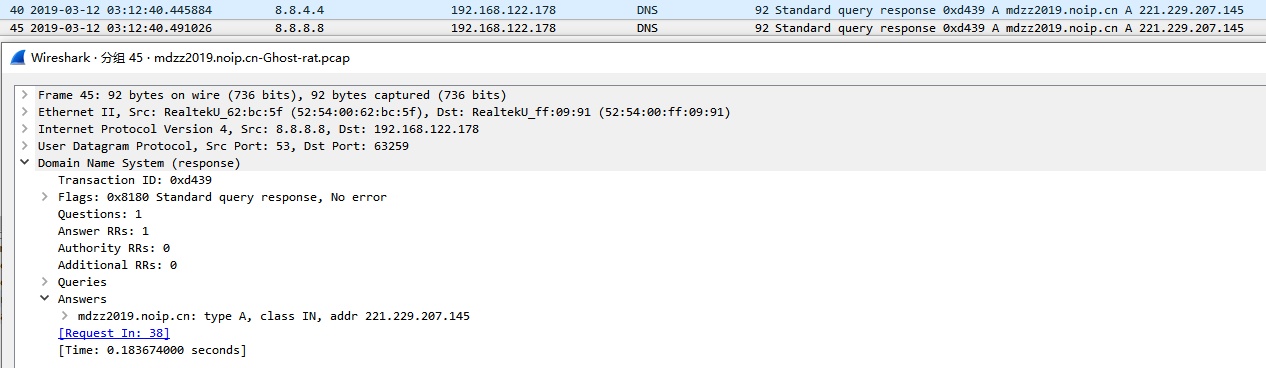 40 2019-03-12 03:12:40.445884 8.8.4.4 192.168.122.178 DNS 92 Standard query response 0xd439 A mdzz2019.noip.cn A 221.229.207.145
45 2019-03-12 03:12:40.491026 8.8.8.8 192.168.122.178 DNS 92 Standard query response 0xd439 A mdzz2019.noip.cn A 221.229.207.145
Wireshark · 分组 45 · mdzz2019.noip.cn-Ghost-rat.pcap
Frame 45: 92 bytes on wire (736 bits), 92 bytes captured (736 bits)
Ethernet II, Src: RealtekU_62:bc:5f (52:54:00:62:bc:5f), Dst: RealtekU_ff:09:91 (52:54:00:ff:09:91)
Internet Protocol Version 4, Src: 8.8.8.8, Dst: 192.168.122.178
User Datagram Protocol, Src Port: 53, Dst Port: 63259
Domain Name System (response)
Transaction ID: 0xd439
Flags: 0x8180 Standard query response, No error
Questions: 1
Answer RRs: 1
Authority RRs: 0
Additional RRs: 0
Queries
Answers
mdzz2019.noip.cn: type A, class IN, addr 221.229.207.145
[Request In: 38]
[Time: 0.183674000 seconds]